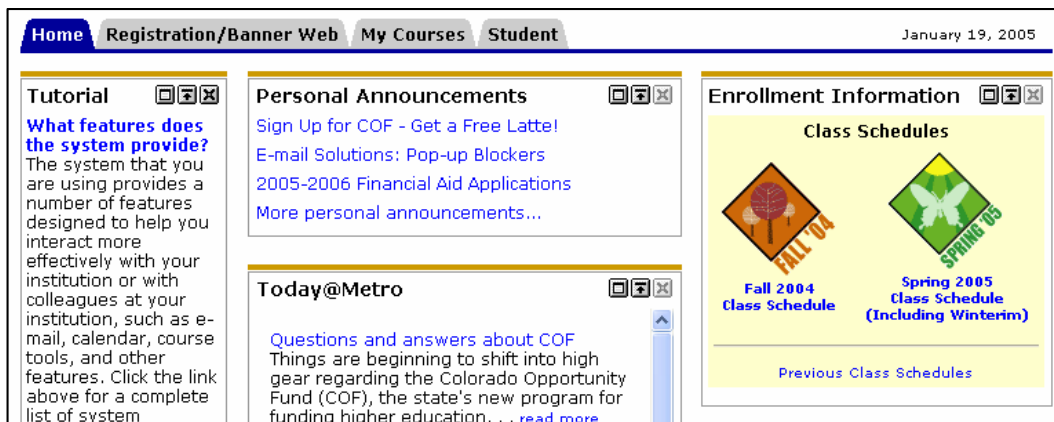 Home Registration/Banner Web My Courses Student January 19, 2005
Tutorial
What features does
the system provide?
The system that you
are using provides a
number of features
designed to help you
interact more
effectively with your
institution or with
colleagues at your
institution, such as e-
mail, calendar, course
tools, and other
features. Click the link
above for a complete
list of system
Personal Announcements
Sign Up for COF - Get a Free Latte!
E-mail Solutions: Pop-up Blockers
2005-2006 Financial Aid Applications
More personal announcements...
Today@Metro
Questions and answers about COF
Things are beginning to shift into high
gear regarding the Colorado Opportunity
Fund (COF), the state's new program for
funding higher education. . . read more
Enrollment Information
Class Schedules
FALL '04
SPRING '05
Fall 2004
Class Schedule
Spring 2005
Class Schedule
(Including Winterim)
Previous Class Schedules